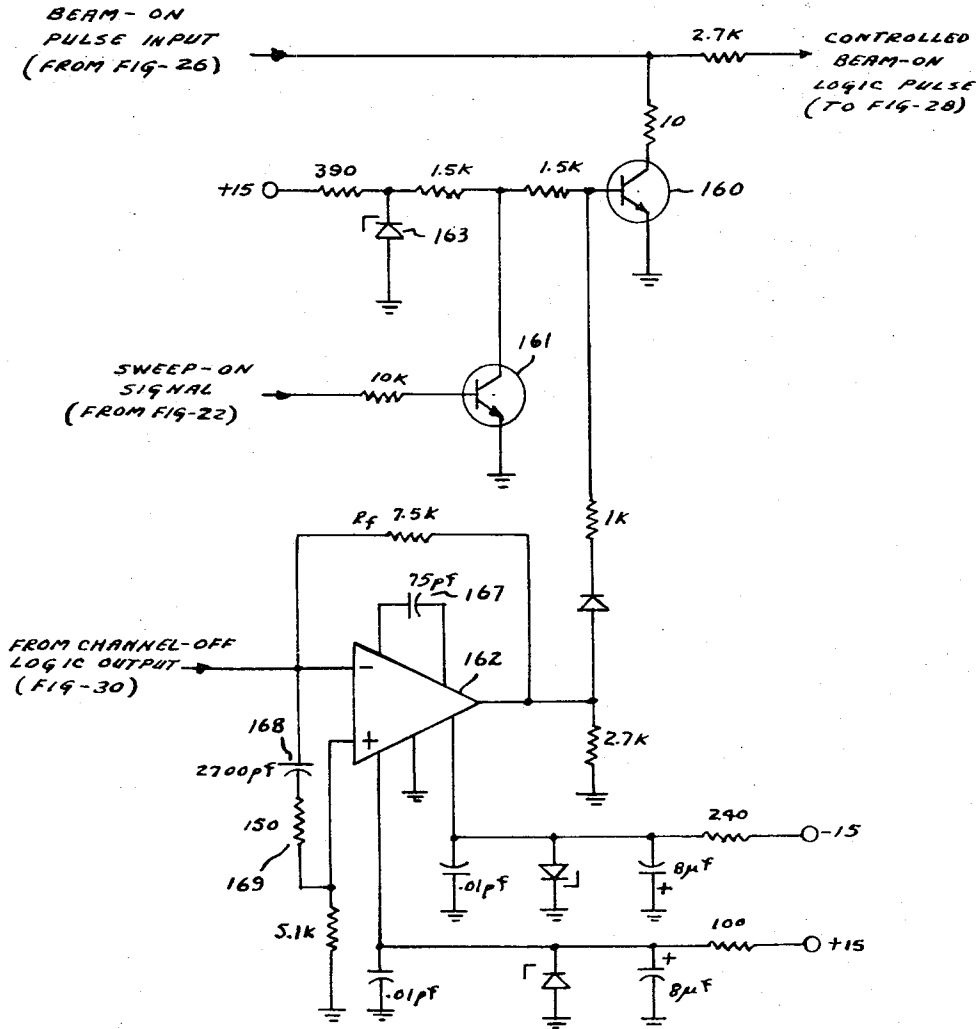 BEAM-ON
PULSE INPUT
(FROM FIG-26)
2.7K
CONTROLLED
BEAM-ON
LOGIC PULSE
(TO FIG-28)
10
+15
390
1.5K
1.5K
160
163
161
SWEEP-ON
SIGNAL
(FROM FIG-22)
10K
1K
Rf 7.5K
75pf
167
FROM CHANNEL-OFF
LOGIC OUTPUT
(FIG-30)
-
162
168
+
2700pf
2.7K
150
169
240
-15
.01pf
8µf
+
5.1K
100
+15
+
.01pf
8µf